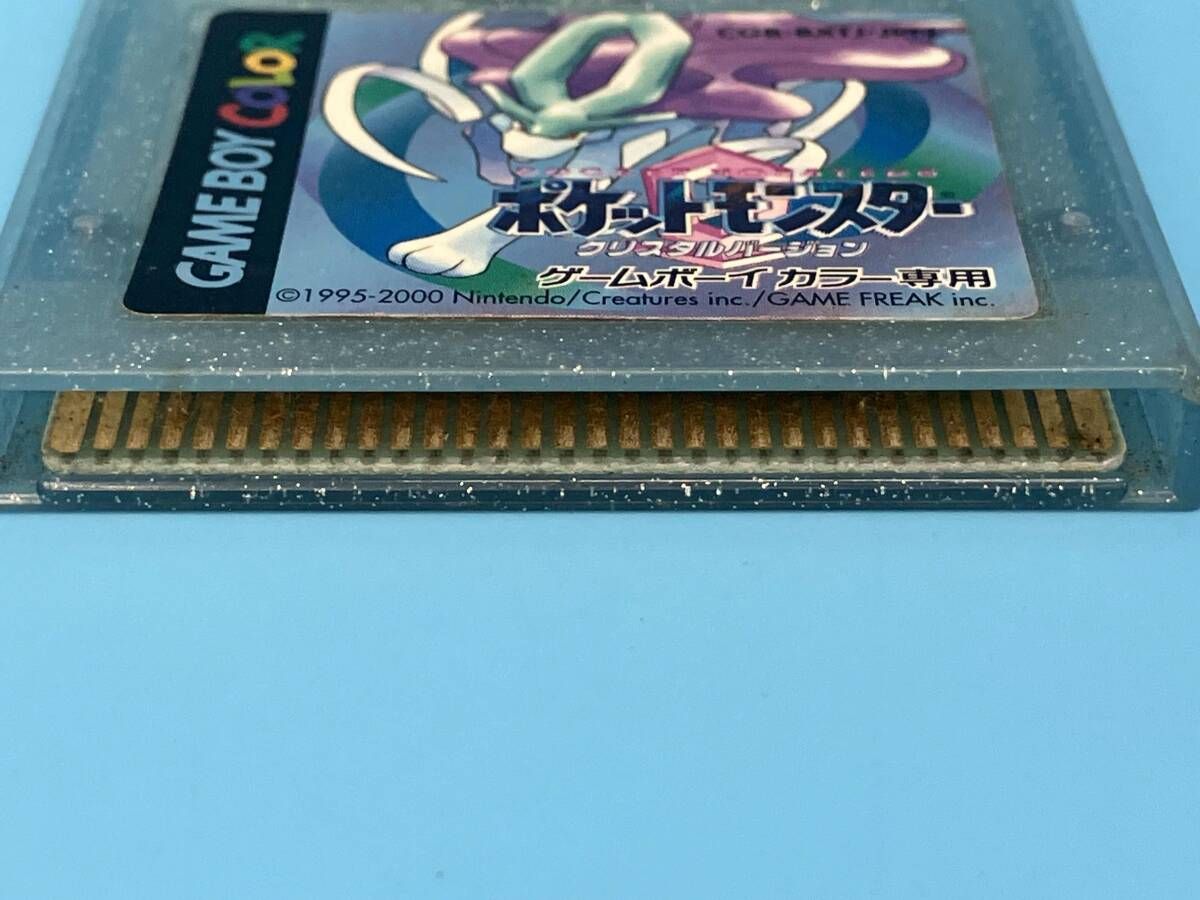 GAME BOY COLOR
POCKET MONSTERS
ポケットモンスター
クリスタルバージョン
ゲームボーイ カラー専用
©1995-2000 Nintendo/Creatures inc./GAME FREAK inc.